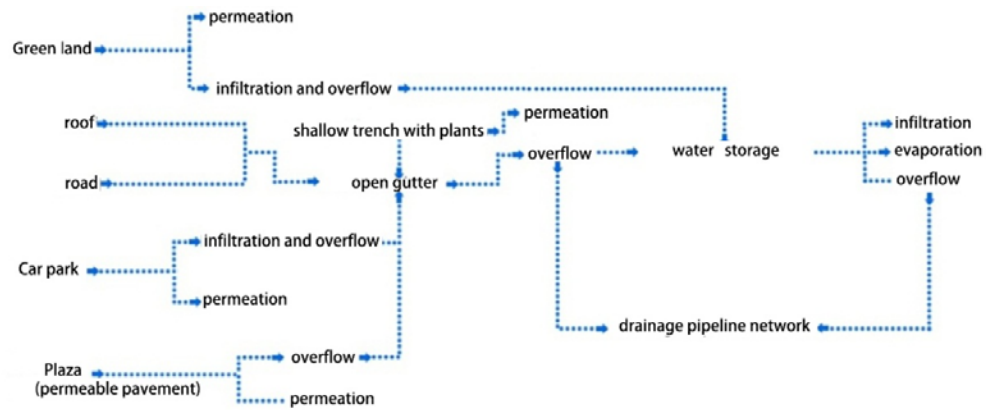 permeation
Green land
infiltration and overflow
roof
shallow trench with plants
permeation
infiltration
overflow
water storage
evaporation
road
open gutter
overflow
infiltration and overflow
Car park
permeation
drainage pipeline network
overflow
Plaza
(permeable pavement)
permeation